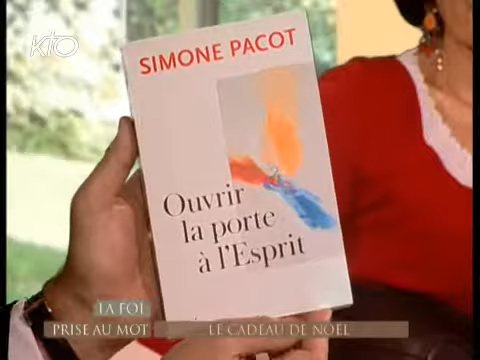 KTO
SIMONE PACOT
Ouvrir
la porte
à l'Esprit
LA FOI
PRISE AU MOT
LE CADEAU DE NOËL